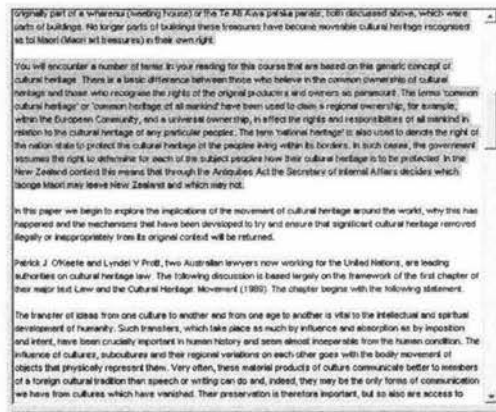 originally part of a wharenui (meeting house) or the Te Ati Awa pataka panels, both discussed above, which were
parts of buildings. No longer parts of buildings these treasures have become movable cultural heritage recognised
as toi Maori (Maori art treasures) in their own right.
You will encounter a number of terms in your reading for this course that are based on this generic concept of
cultural heritage. There is a basic difference between those who believe in the common ownership of cultural
heritage and those who recognise the rights of the original producers and owners as paramount. The terms 'common
cultural heritage' or 'common heritage of all mankind' have been used to claim a regional ownership, for example,
within the European Community, and a universal ownership, in effect the rights and responsibilities of all mankind in
relation to the cultural heritage of any particular peoples. The term 'national heritage' is also used to denote the right of
the nation state to protect the cultural heritage of the peoples living within its borders. In such cases, the government
assumes the right to determine for each of the subject peoples how their cultural heritage is to be protected. In the
New Zealand context this means that through the Antiquities Act the Secretary of Internal Affairs decides which
taonga Maori may leave New Zealand and which may not.
In this paper we begin to explore the implications of the movement of cultural heritage around the world, why this has
happened and the mechanisms that have been developed to try and ensure that significant cultural heritage removed
illegally or inappropriately from its original context will be returned.
Patrick J. O'Keefe and Lyndel V Prott, two Australian lawyers now working for the United Nations, are leading
authorities on cultural heritage law. The following discussion is based largely on the framework of the first chapter of
their major text Law and the Cultural Heritage: Movement (1989). The chapter begins with the following statement.
The transfer of ideas from one culture to another and from one age to another is vital to the intellectual and spiritual
development of humanity. Such transfers, which take place as much by influence and absorption as by imposition
and intent, have been crucially important in human history and seem almost inseparable from the human condition. The
influence of cultures, subcultures and their regional variations on each other goes with the bodily movement of
objects that physically represent them. Very often, these material products of culture communicate better to members
of a foreign cultural tradition than speech or writing can do and, indeed, they may be the only forms of communication
we have from cultures which have vanished. Their preservation is therefore important, but so also are access to